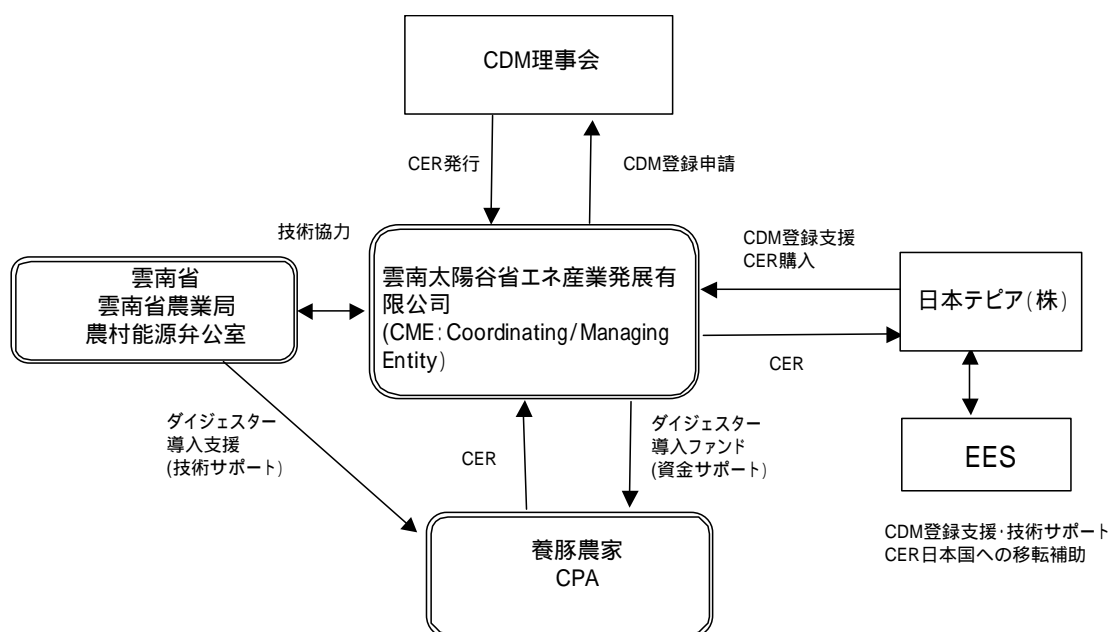 CDM理事会
CER発行
CDM登録申請
技術協力
雲南省
雲南省農業局
農村能源弁公室
雲南太陽谷省エネ産業発展有
限公司
(CME: Coordinating/Managing
Entity)
CDM登録支援
CER購入
日本テピア(株)
CER
ダイジェスター
導入支援
(技術サポート)
CER
ダイジェスター
導入ファンド
(資金サポート)
EES
養豚農家
CPA
CDM登録支援・技術サポート
CER日本国への移転補助